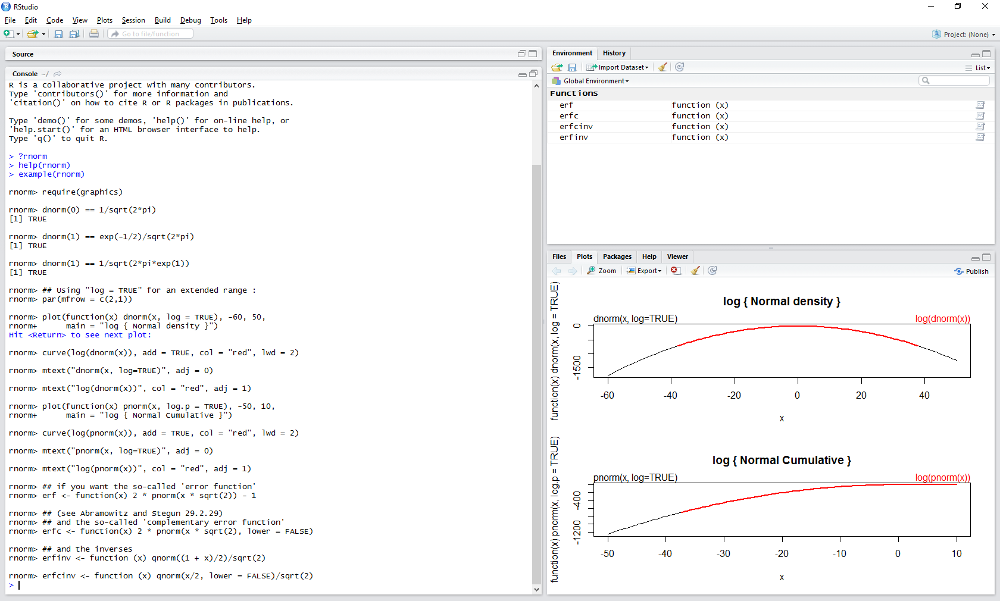 RStudio
File Edit Code View Plots Session Build Debug Tools Help
Go to file/function
Project: (None)
Source
Console ~/
R is a collaborative project with many contributors.
Type 'contributors()' for more information and
'citation()' on how to cite R or R packages in publications.
Type 'demo()' for some demos, 'help()' for on-line help, or
'help.start()' for an HTML browser interface to help.
Type 'q()' to quit R.
> ?rnorm
> help(rnorm)
> example(rnorm)
rnorm> require(graphics)
rnorm> dnorm(0) == 1/sqrt(2*pi)
[1] TRUE
rnorm> dnorm(1) == exp(-1/2)/sqrt(2*pi)
[1] TRUE
rnorm> dnorm(1) == 1/sqrt(2*pi*exp(1))
[1] TRUE
rnorm> ## Using "log = TRUE" for an extended range :
rnorm> par(mfrow = c(2,1))
rnorm> plot(function(x) dnorm(x, log = TRUE), -60, 50,
rnorm+      main = "log { Normal density }")
Hit <Return> to see next plot:
rnorm> curve(log(dnorm(x)), add = TRUE, col = "red", lwd = 2)
rnorm> mtext("dnorm(x, log=TRUE)", adj = 0)
rnorm> mtext("log(dnorm(x))", col = "red", adj = 1)
rnorm> plot(function(x) pnorm(x, log.p = TRUE), -50, 10,
rnorm+      main = "log { Normal Cumulative }")
rnorm> curve(log(pnorm(x)), add = TRUE, col = "red", lwd = 2)
rnorm> mtext("pnorm(x, log=TRUE)", adj = 0)
rnorm> mtext("log(pnorm(x))", col = "red", adj = 1)
rnorm> ## if you want the so-called 'error function'
rnorm> erf <- function(x) 2 * pnorm(x * sqrt(2)) - 1
rnorm> ## (see Abramowitz and Stegun 29.2.29)
rnorm> ## and the so-called 'complementary error function'
rnorm> erfc <- function(x) 2 * pnorm(x * sqrt(2), lower = FALSE)
rnorm> ## and the inverses
rnorm> erfinv <- function (x) qnorm((1 + x)/2)/sqrt(2)
rnorm> erfcinv <- function (x) qnorm(x/2, lower = FALSE)/sqrt(2)
>
Environment History
Import Dataset
List
Global Environment
Functions
erf function (x)
erfc function (x)
erfcinv function (x)
erfinv function (x)
Files Plots Packages Help Viewer
Zoom Export Publish
log { Normal density }
dnorm(x, log=TRUE) log(dnorm(x))
function(x) dnorm(x, log = TRUE)
0
-1500
-60 -40 -20 0 20 40
x
log { Normal Cumulative }
pnorm(x, log=TRUE) log(pnorm(x))
function(x) pnorm(x, log.p = TRUE)
-400
-1200
-50 -40 -30 -20 -10 0 10
x